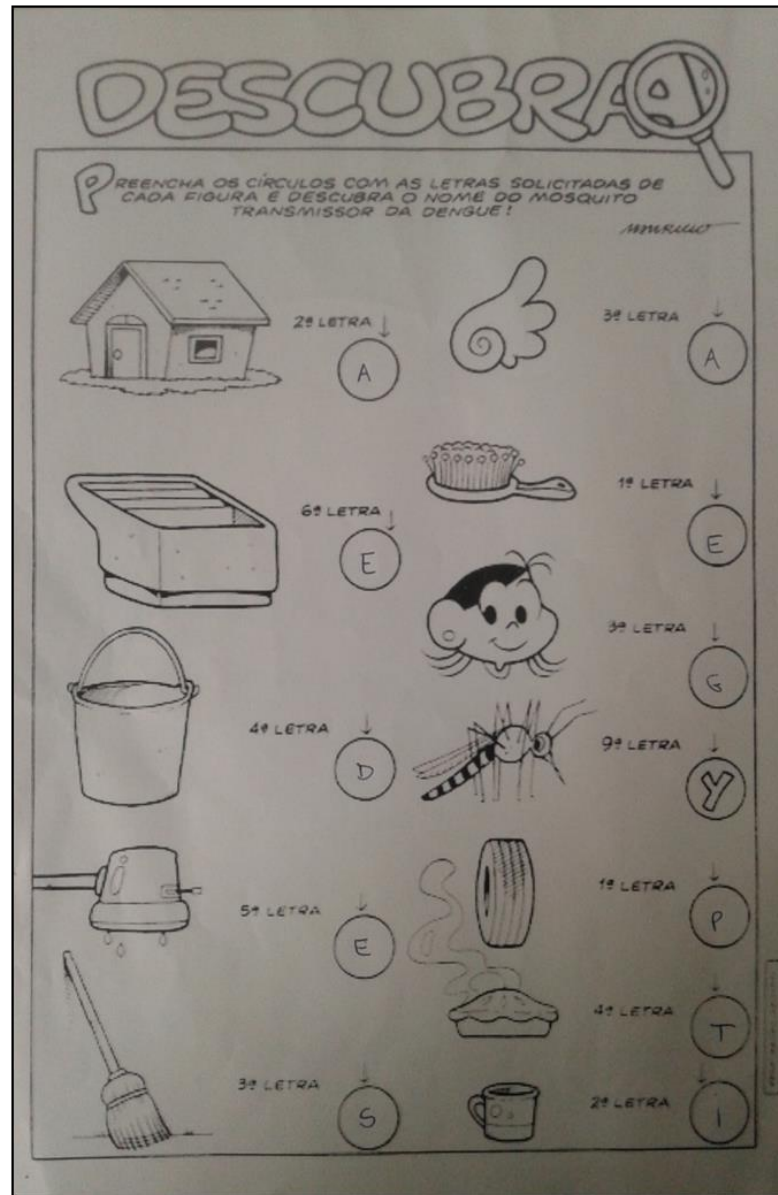 DESCUBRA
PREENCHA OS CÍRCULOS COM AS LETRAS SOLICITADAS DE
CADA FIGURA E DESCUBRA O NOME DO MOSQUITO
TRANSMISSOR DA DENGUE!
MAURICIO
2ª LETRA
A
6ª LETRA
E
4ª LETRA
D
5ª LETRA
E
3ª LETRA
S
3ª LETRA
A
1ª LETRA
E
3ª LETRA
G
9ª LETRA
Y
1ª LETRA
P
4ª LETRA
T
2ª LETRA
I